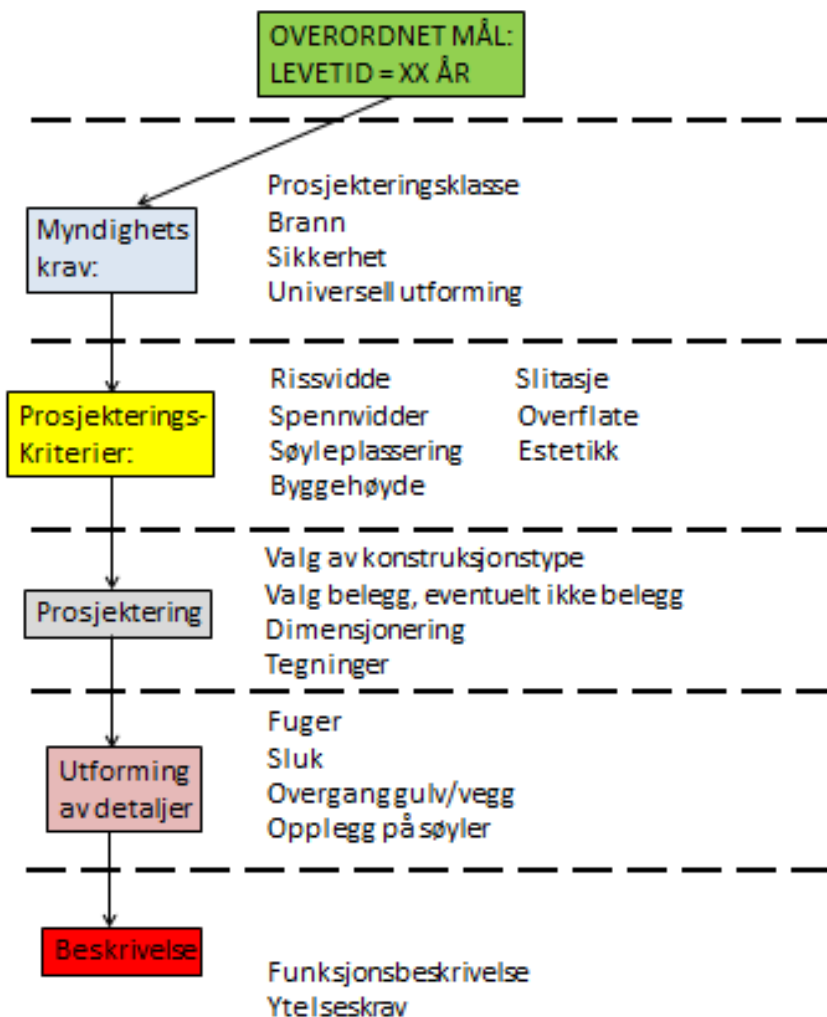 OVERORDNET MÅL:
LEVETID = XX ÅR
Myndighets
krav:
Prosjekteringsklasse
Brann
Sikkerhet
Universell utforming
Prosjekterings-
Kriterier:
Rissvidde
Spennvidder
Søyleplassering
Byggehøyde
Slitasje
Overflate
Estetikk
Prosjektering
Valg av konstruksjonstype
Valg belegg, eventuelt ikke belegg
Dimensjonering
Tegninger
Utforming
av detaljer
Fuger
Sluk
Overgang gulv/vegg
Opplegg på søyler
Beskrivelse
Funksjonsbeskrivelse
Ytelseskrav